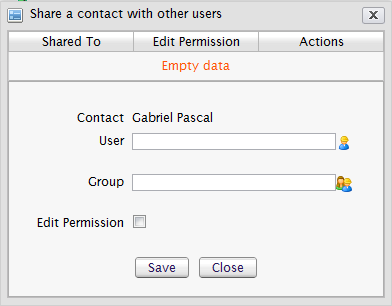 Share a contact with other users
Shared To Edit Permission Actions
Empty data
Contact Gabriel Pascal
User
Group
Edit Permission
Save Close